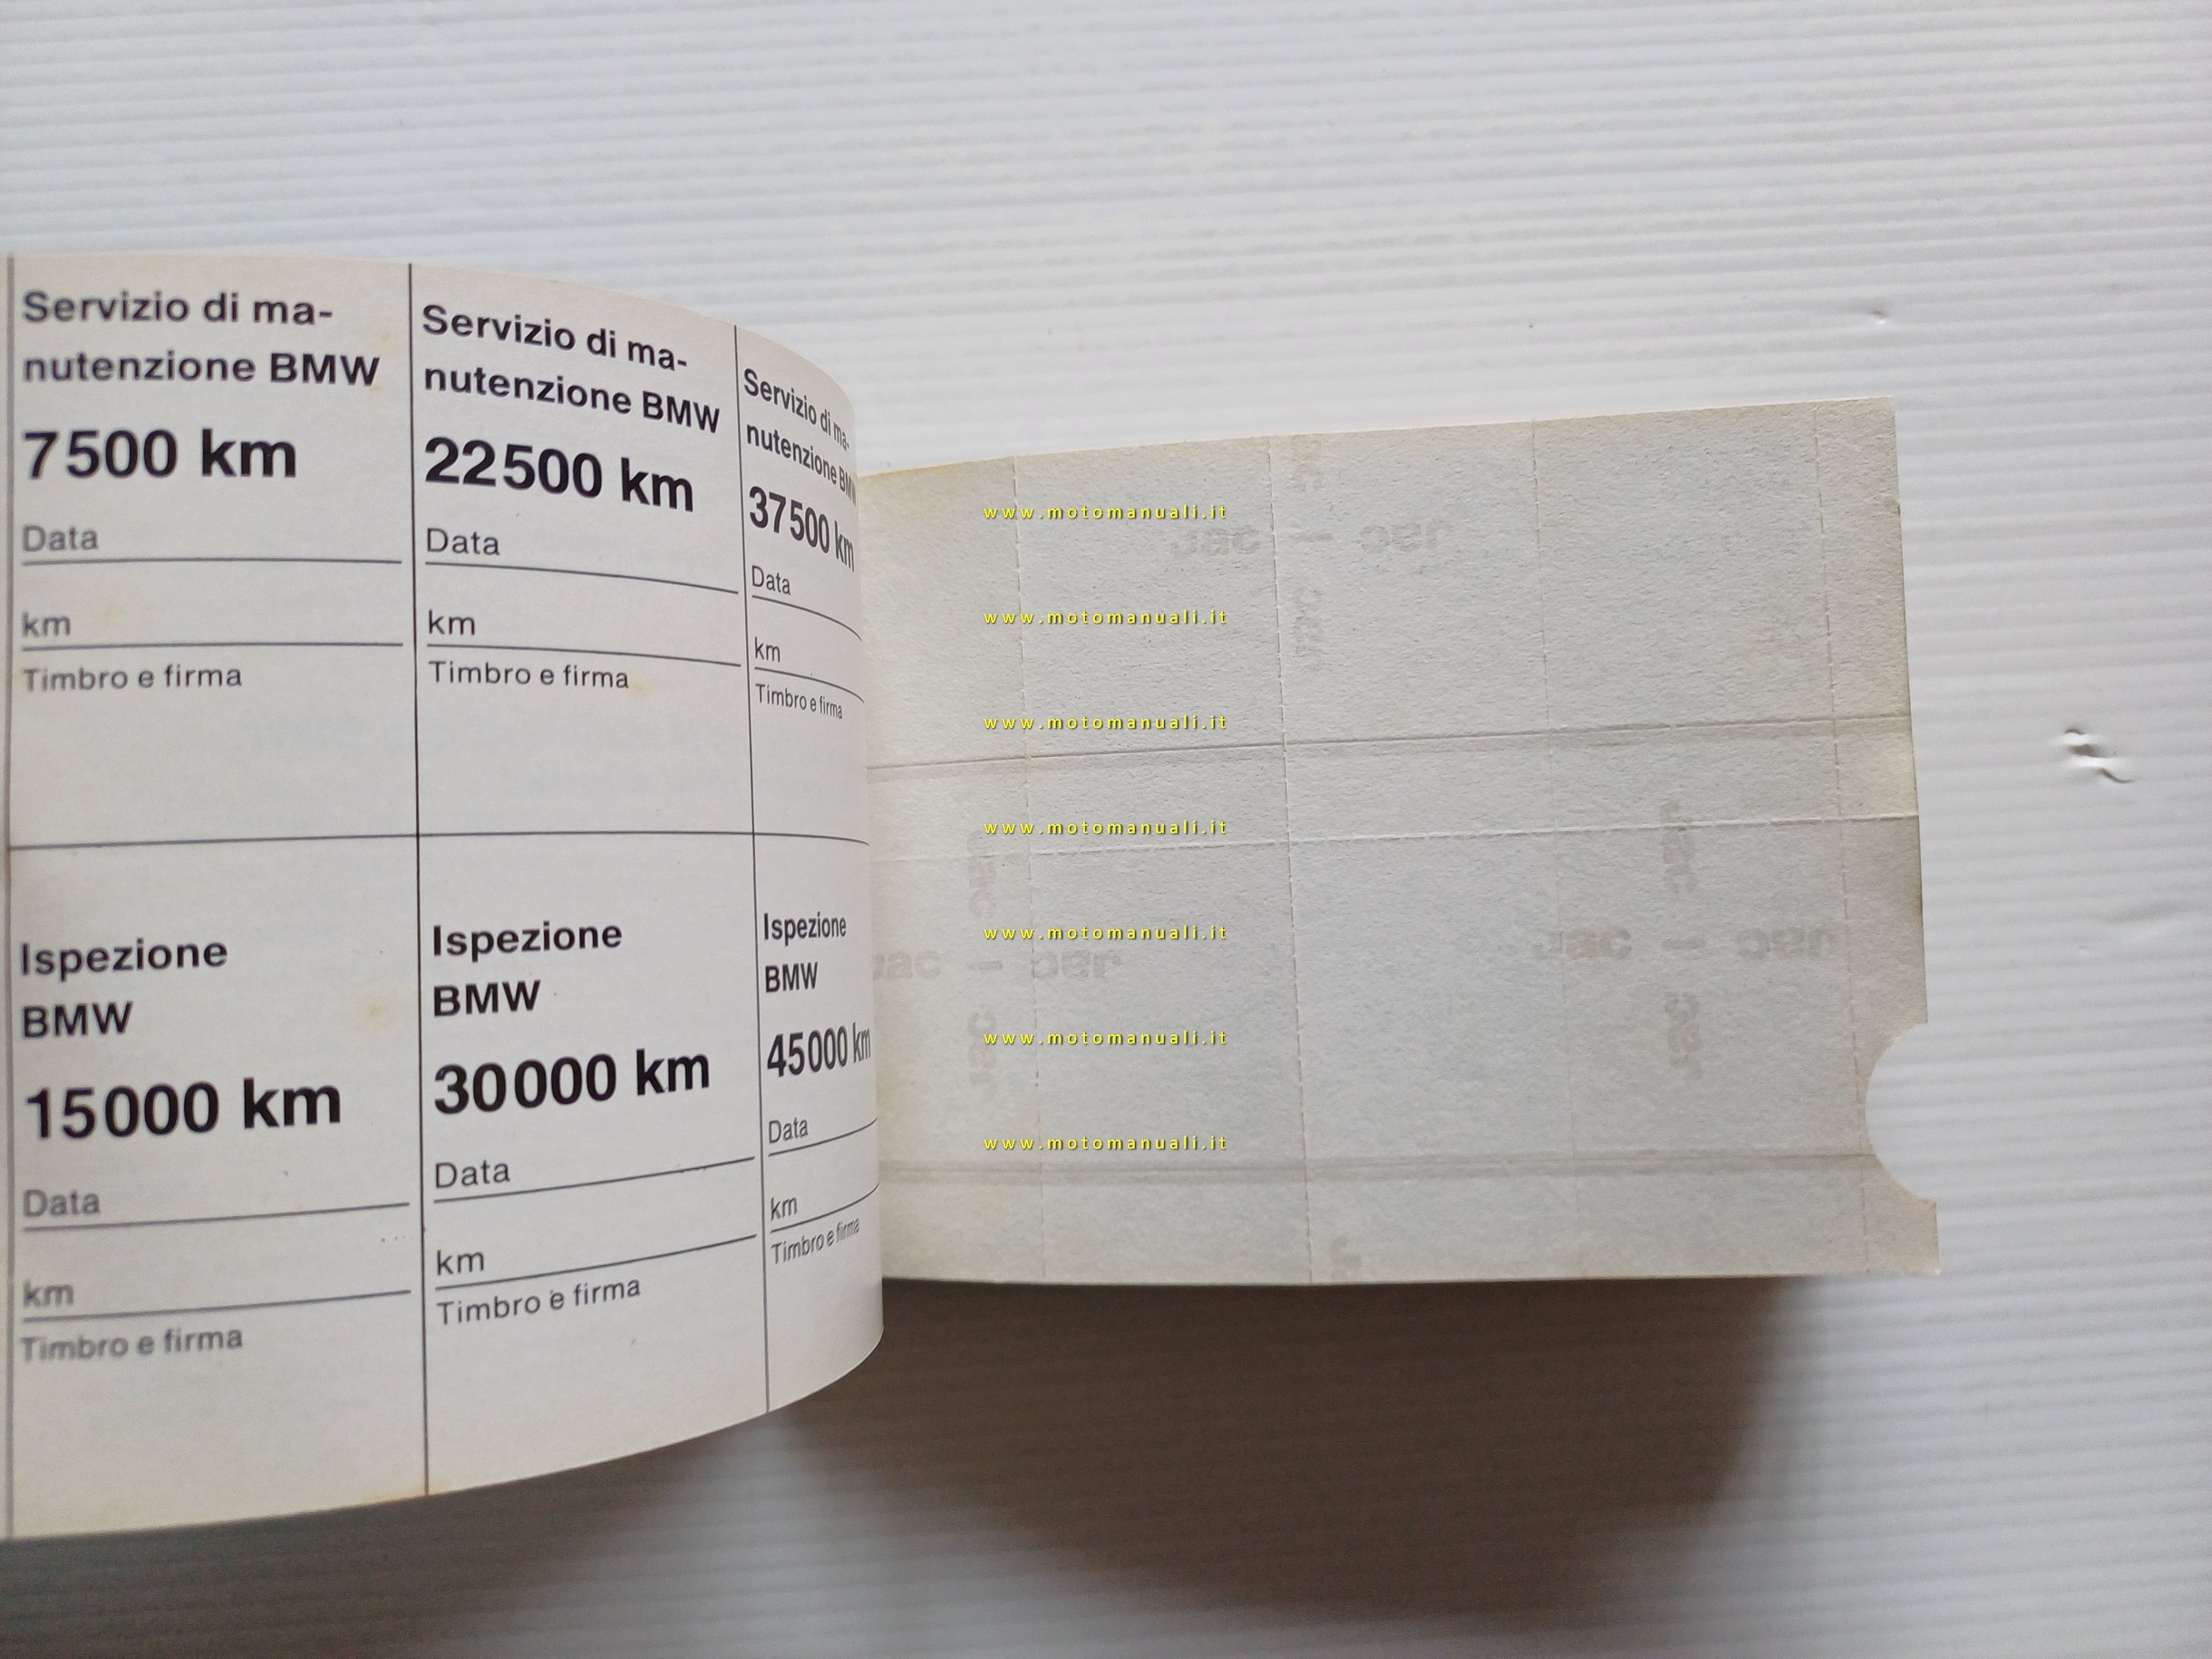 Servizio di ma-
nutenzione BMW
7500 km
Data
km
Timbro e firma
Servizio di ma-
nutenzione BMW
22500 km
Data
km
Timbro e firma
Servizio di ma-
nutenzione BMW
37500 km
Data
km
Timbro e firma
Ispezione
BMW
15000 km
Data
km
Timbro e firma
Ispezione
BMW
30000 km
Data
km
Timbro e firma
Ispezione
BMW
45000 km
Data
km
Timbro e firma
www.motomanuali.it
www.motomanuali.it
www.motomanuali.it
www.motomanuali.it
www.motomanuali.it
www.motomanuali.it
www.motomanuali.it